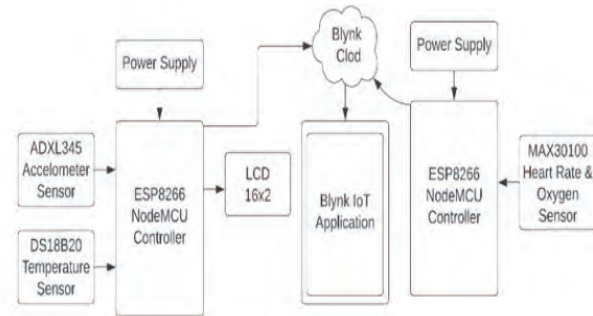 Blynk
Clod
Power Supply
Power Supply
ADXL345
Accelometer
Sensor
ESP8266
NodeMCU
Controller
LCD
16x2
Blynk IoT
Application
ESP8266
NodeMCU
Controller
MAX30100
Heart Rate &
Oxygen
Sensor
DS18B20
Temperature
Sensor